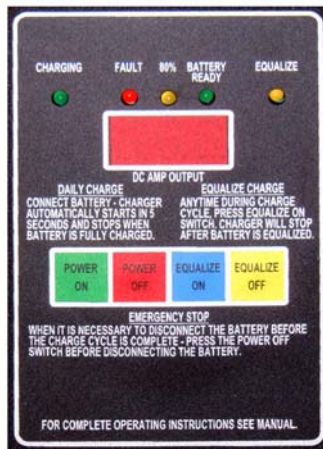 CHARGING FAULT 80% BATTERY READY EQUALIZE
DC AMP OUTPUT
DAILY CHARGE
CONNECT BATTERY - CHARGER
AUTOMATICALLY STARTS IN 5
SECONDS AND STOPS WHEN
BATTERY IS FULLY CHARGED.
EQUALIZE CHARGE
ANYTIME DURING CHARGE
CYCLE, PRESS EQUALIZE ON
SWITCH. CHARGER WILL STOP
AFTER BATTERY IS EQUALIZED.
POWER ON
POWER OFF
EQUALIZE ON
EQUALIZE OFF
EMERGENCY STOP
WHEN IT IS NECESSARY TO DISCONNECT THE BATTERY BEFORE
THE CHARGE CYCLE IS COMPLETE - PRESS THE POWER OFF
SWITCH BEFORE DISCONNECTING THE BATTERY.
FOR COMPLETE OPERATING INSTRUCTIONS SEE MANUAL.